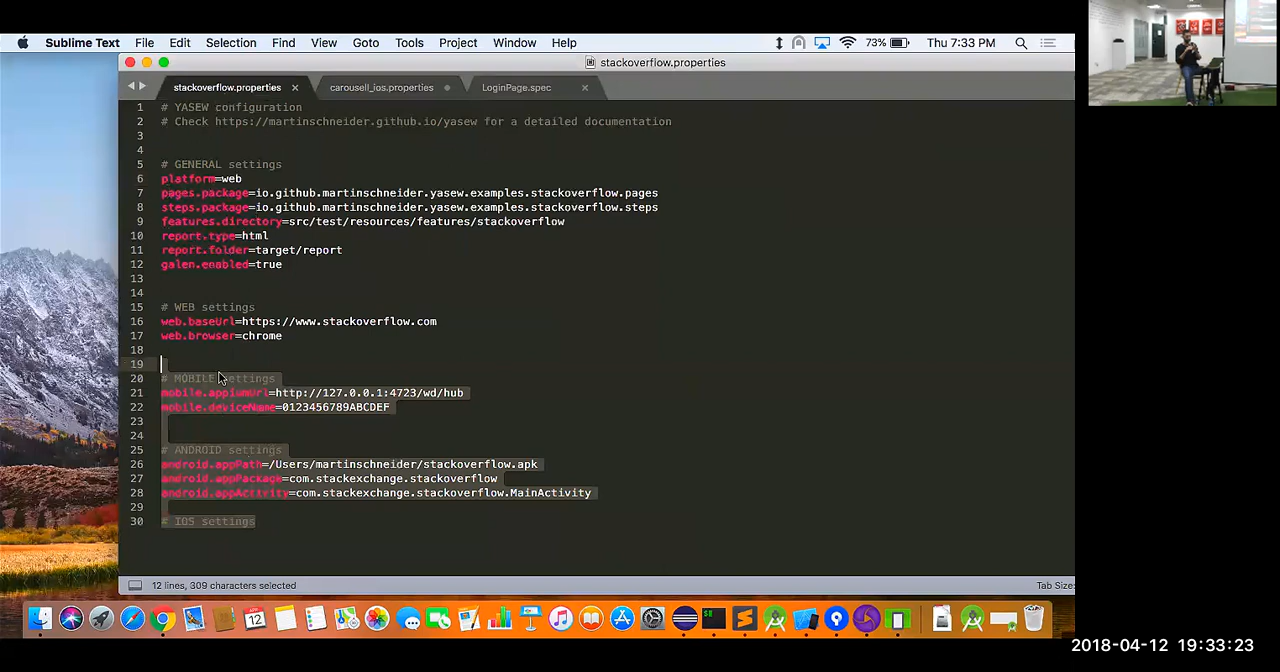 Sublime Text File Edit Selection Find View Goto Tools Project Window Help 73% Thu 7:33 PM
stackoverflow.properties
stackoverflow.properties carousell_ios.properties LoginPage.spec
1 # YASEW configuration
2 # Check https://martinschneider.github.io/yasew for a detailed documentation
3
4
5 # GENERAL settings
6 platform=web
7 pages.package=io.github.martinschneider.yasew.examples.stackoverflow.pages
8 steps.package=io.github.martinschneider.yasew.examples.stackoverflow.steps
9 features.directory=src/test/resources/features/stackoverflow
10 report.type=html
11 report.folder=target/report
12 galen.enabled=true
13
14
15 # WEB settings
16 web.baseUrl=https://www.stackoverflow.com
17 web.browser=chrome
18
19
20 # MOBILE settings
21 mobile.appiumUrl=http://127.0.0.1:4723/wd/hub
22 mobile.deviceName=0123456789ABCDEF
23
24
25 # ANDROID settings
26 android.appPath=/Users/martinschneider/stackoverflow.apk
27 android.appPackage=com.stackexchange.stackoverflow
28 android.appActivity=com.stackexchange.stackoverflow.MainActivity
29
30 # IOS settings
12 lines, 309 characters selected Tab Size:
12
2018-04-12 19:33:23